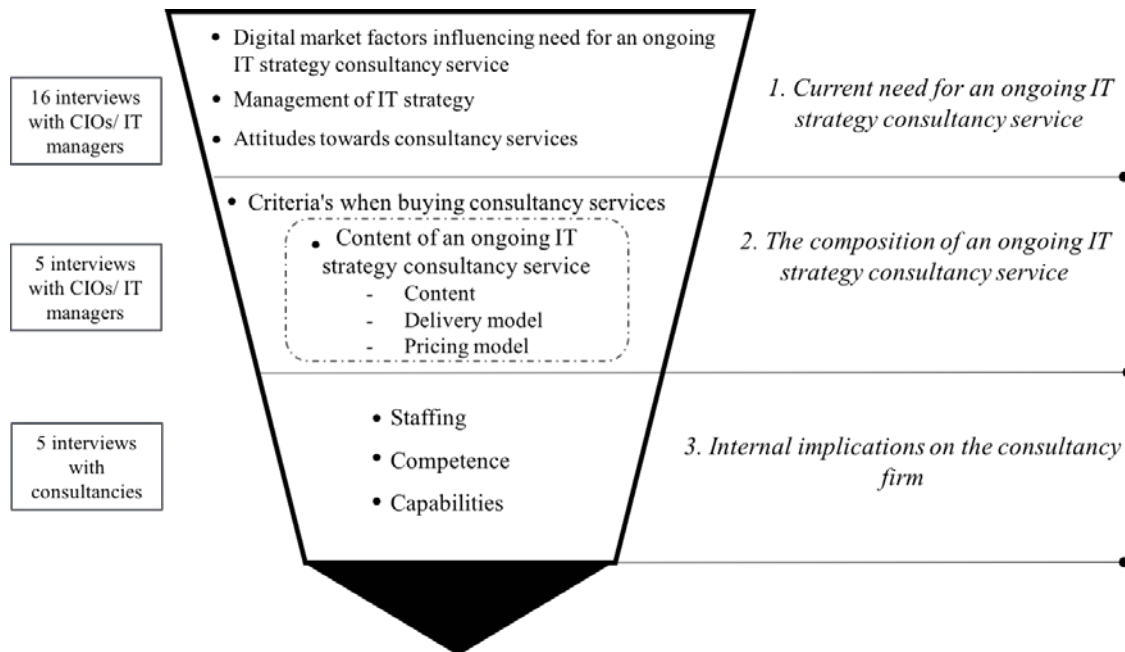 16 interviews
with CIOs/ IT
managers
• Digital market factors influencing need for an ongoing
IT strategy consultancy service
• Management of IT strategy
• Attitudes towards consultancy services
1. Current need for an ongoing IT
strategy consultancy service
5 interviews
with CIOs/ IT
managers
• Criteria's when buying consultancy services
• Content of an ongoing IT
strategy consultancy service
- Content
- Delivery model
- Pricing model
2. The composition of an ongoing IT
strategy consultancy service
5 interviews
with
consultancies
• Staffing
• Competence
• Capabilities
3. Internal implications on the consultancy
firm